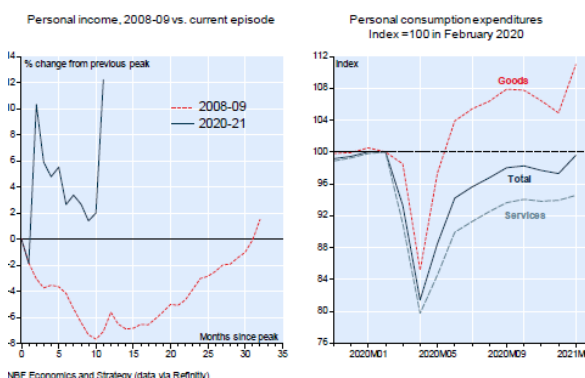 Personal income, 2008-09 vs. current episode
% change from previous peak
14
12
10
8
6
4
2
0
-2
-4
-6
-8
2008-09
2020-21
Months since peak
0 5 10 15 20 25 30 35
NBF Economics and Strategy (data via Refinitiv)
Personal consumption expenditures
Index =100 in February 2020
112
108
104
100
96
92
88
84
80
76
Index
Goods
Total
Services
2020M01 2020M05 2020M09 2021M